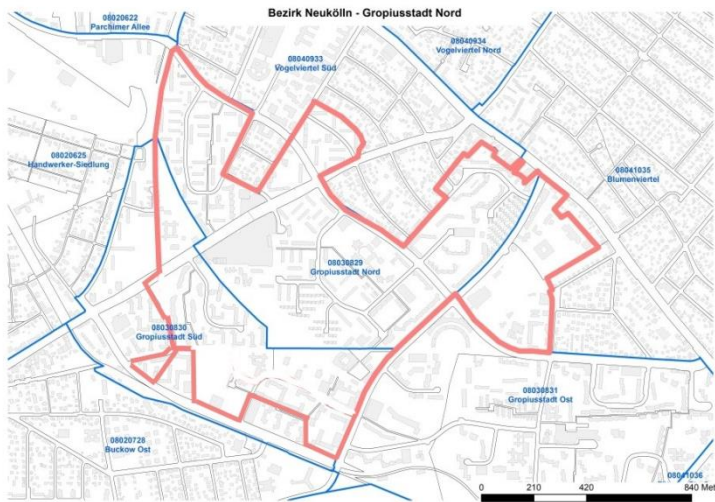 Bezirk Neukölln - Gropiusstadt Nord
08020622
Parchimer Allee
08040933
Vogelviertel Süd
08040934
Vogelviertel Nord
08020625
Handwerker-Siedlung
08041035
Blumenviertel
08030829
Gropiusstadt Nord
08030830
Gropiusstadt Süd
08030831
Gropiusstadt Ost
08020728
Buckow Ost
08041036
0 210 420 840 Met